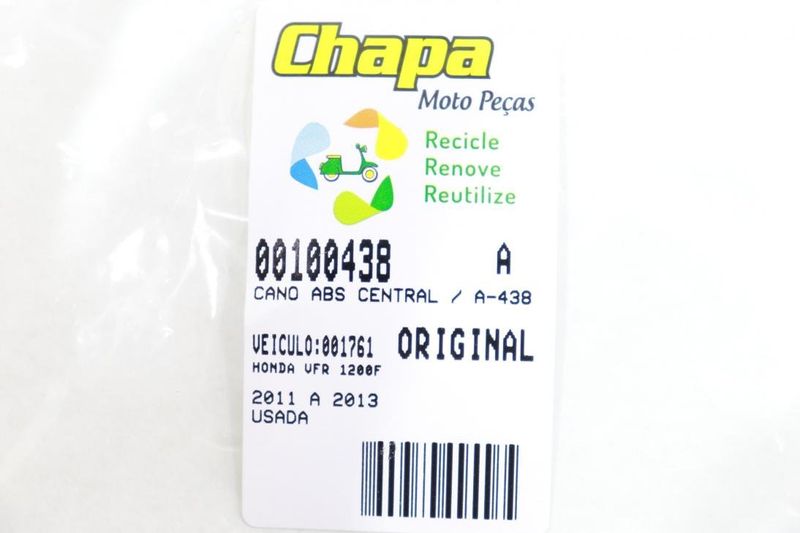 Chapa
Moto Peças
Recicle
Renove
Reutilize
00100438 A
CANO ABS CENTRAL / A-438
VEICULO:001761 ORIGINAL
HONDA VFR 1200F
2011 A 2013
USADA